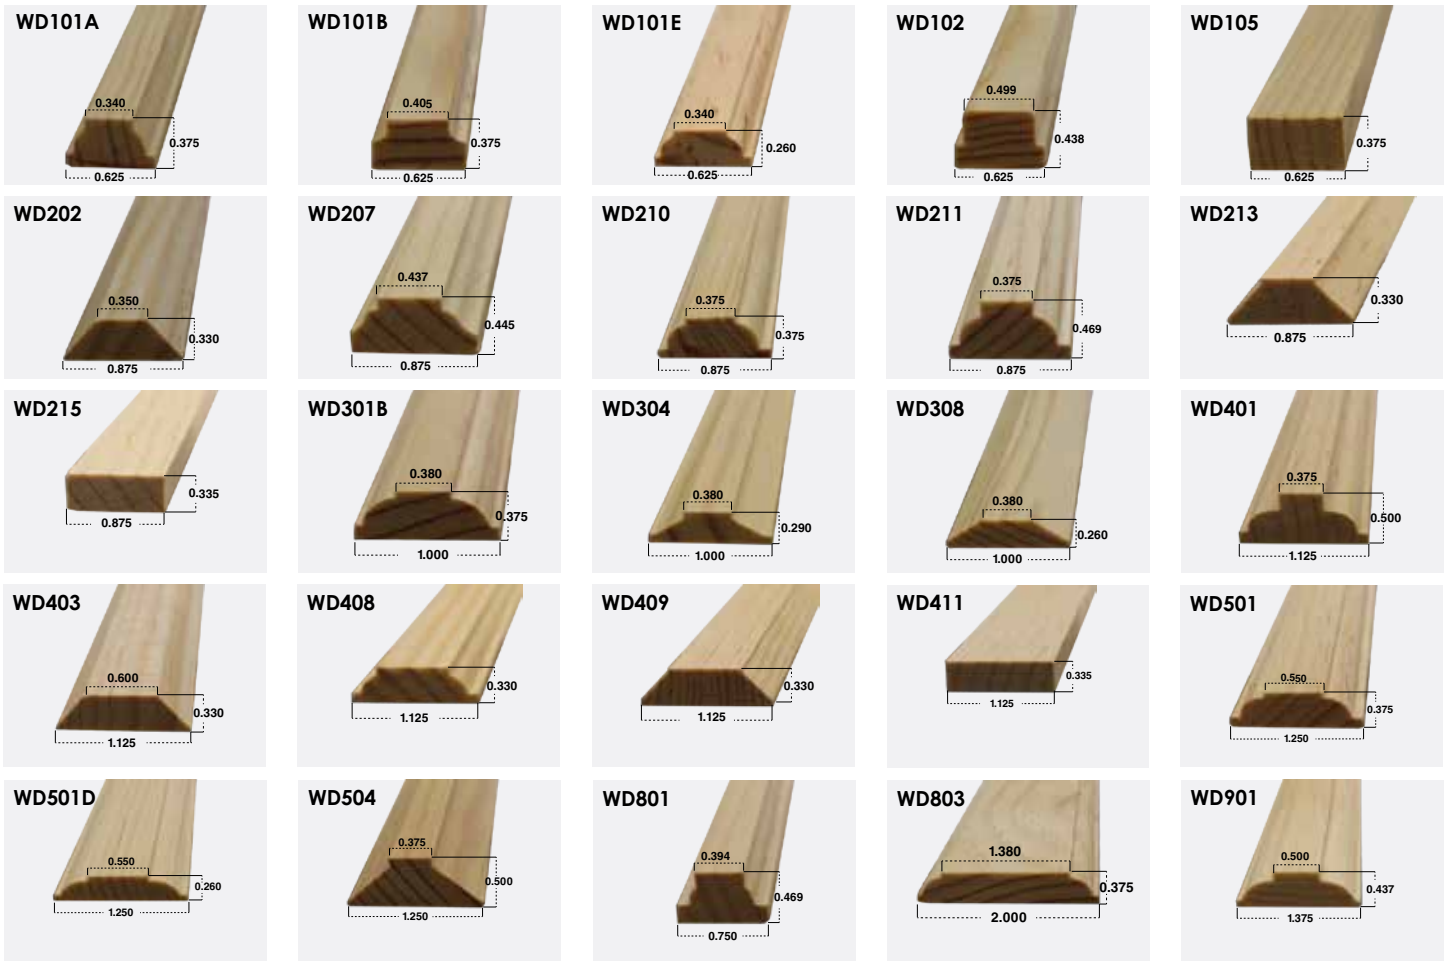 WD101A
0.340
0.375
0.625
WD101B
0.405
0.375
0.625
WD101E
0.340
0.260
0.625
WD102
0.499
0.438
0.625
WD105
0.375
0.625
WD202
0.350
0.330
0.875
WD207
0.437
0.445
0.875
WD210
0.375
0.375
0.875
WD211
0.375
0.469
0.875
WD213
0.330
0.875
WD215
0.335
0.875
WD301B
0.380
0.375
1.000
WD304
0.380
0.290
1.000
WD308
0.380
0.260
1.000
WD401
0.375
0.500
1.125
WD403
0.600
0.330
1.125
WD408
0.330
1.125
WD409
0.330
1.125
WD411
0.335
1.125
WD501
0.550
0.375
1.250
WD501D
0.550
0.260
1.250
WD504
0.375
0.500
1.250
WD801
0.394
0.469
0.750
WD803
1.380
0.375
2.000
WD901
0.500
0.437
1.375